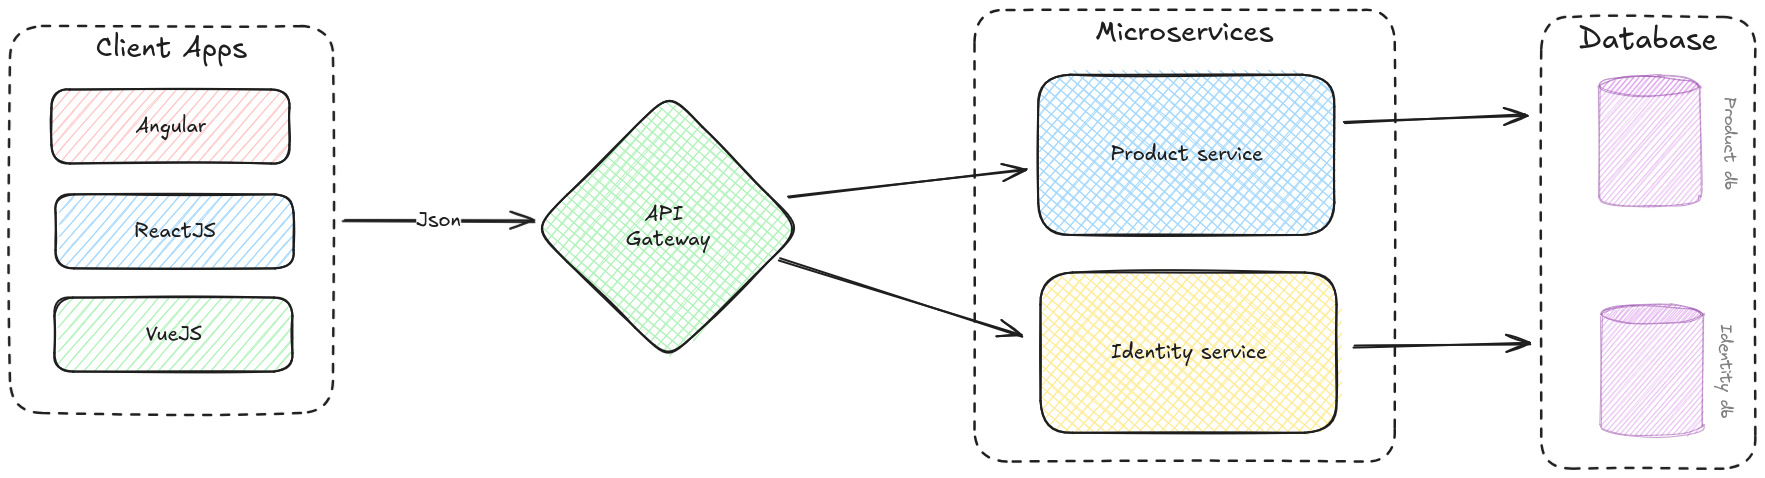 Client Apps
Angular
ReactJS
VueJS
Json
API
Gateway
Microservices
Product service
Identity service
Database
Product db
Identity db